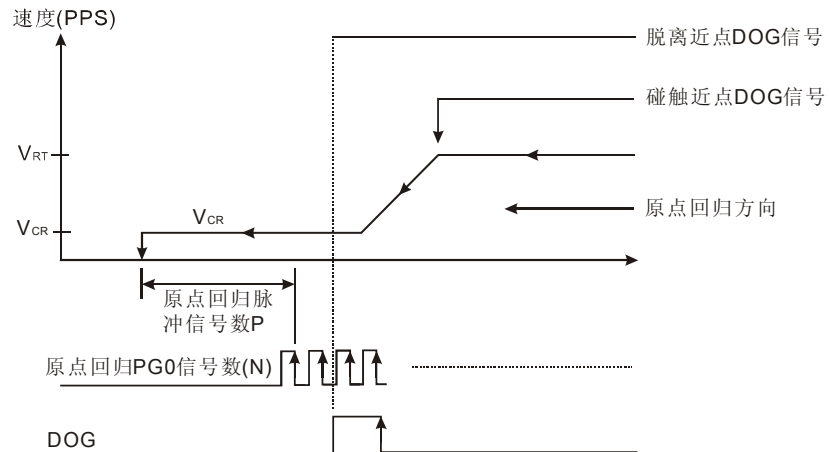 速度(PPS)
脱离近点DOG信号
碰触近点DOG信号
VRT
原点回归方向
VCR
VCR
原点回归脉
冲信号数P
原点回归PG0信号数(N)
DOG